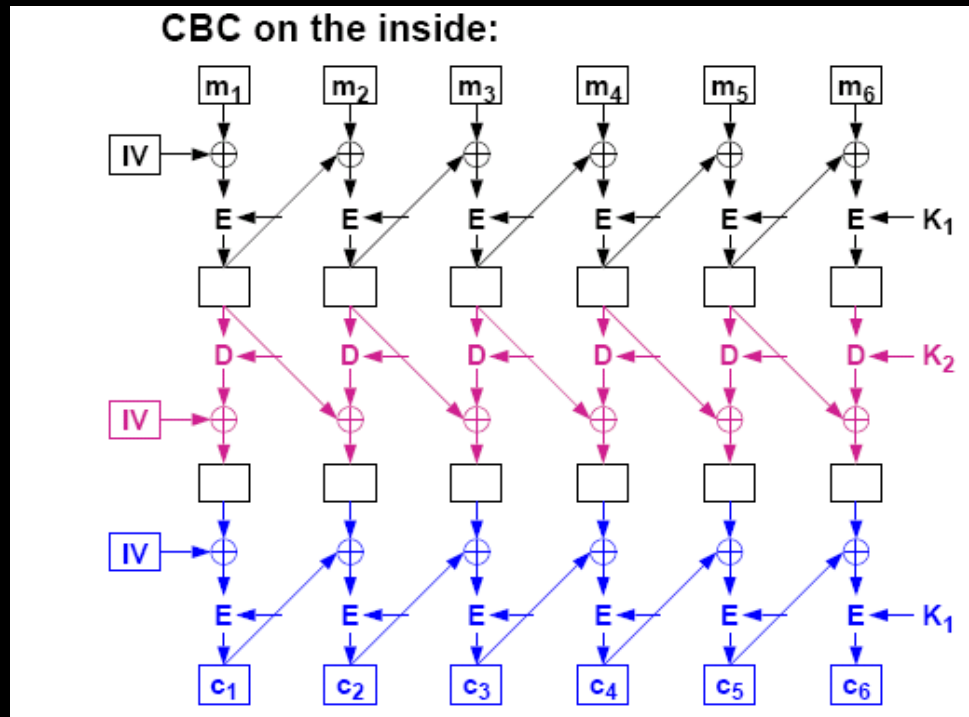 CBC on the inside:
m₁ m₂ m₃ m₄ m₅ m₆
IV
E E E E E E K₁
D D D D D D K₂
IV
IV
E E E E E E K₁
c₁ c₂ c₃ c₄ c₅ c₆